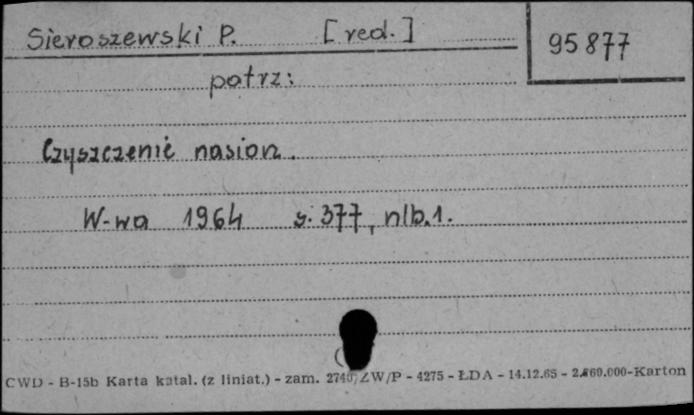 Sieroszewski P. [red.]
95877
potrz:
Czyszczenie nasion.
W-wa 1964 s. 377, nlb.1.
CWD - B-15b Karta katal. (z liniat.) - zam. 2740/ZW/P - 4275 - ŁDA - 14.12.65 - 2.860.000-Karton